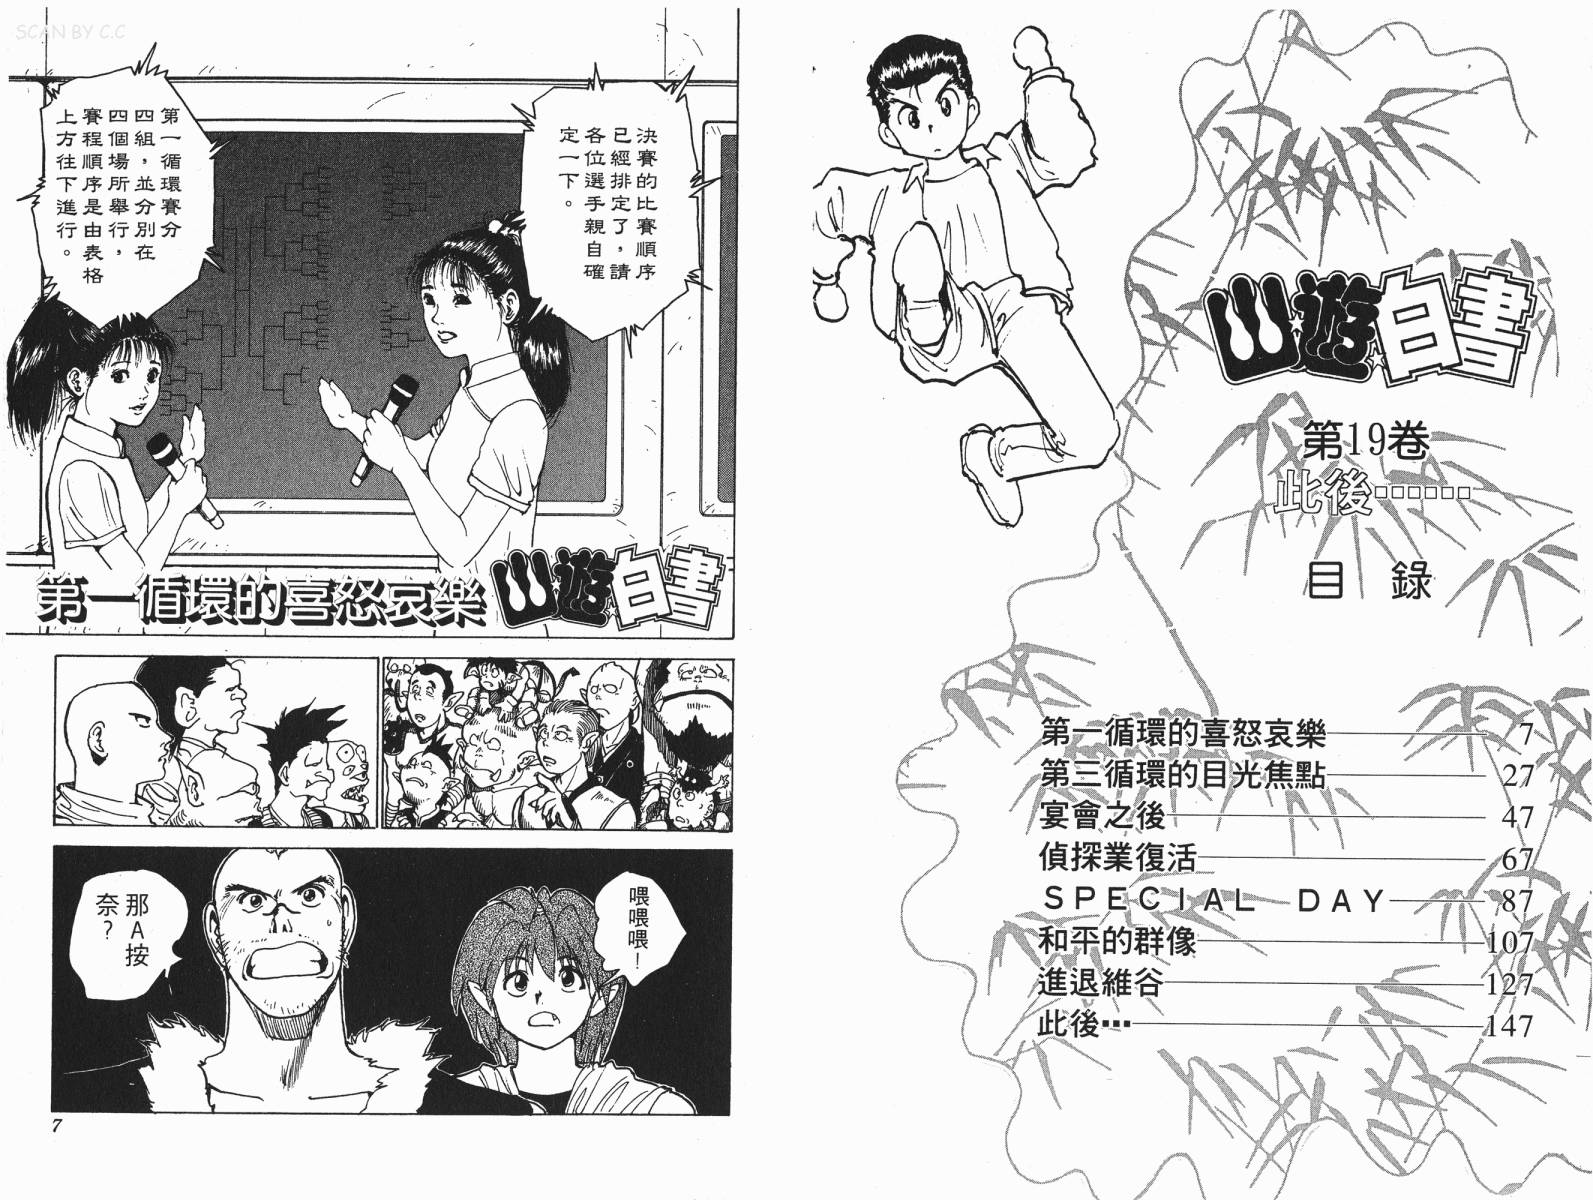 SCAN BY C.C
幽遊白書
第19卷
此後⋯⋯
目 錄
第一循環的喜怒哀樂 7
第三循環的目光焦點 27
宴會之後 47
偵探業復活 67
SPECIAL DAY 87
和平的群像 107
進退維谷 127
此後⋯ 147
決賽的比賽順序
已經排定了，請
各位選手親自確
定一下。
第一循環賽分
四組，並分別在
四個場所舉行，
賽程順序是由表格
上方往下進行。
第一循環的喜怒哀樂 幽遊白書
喂喂喂！
那A按
奈？
7